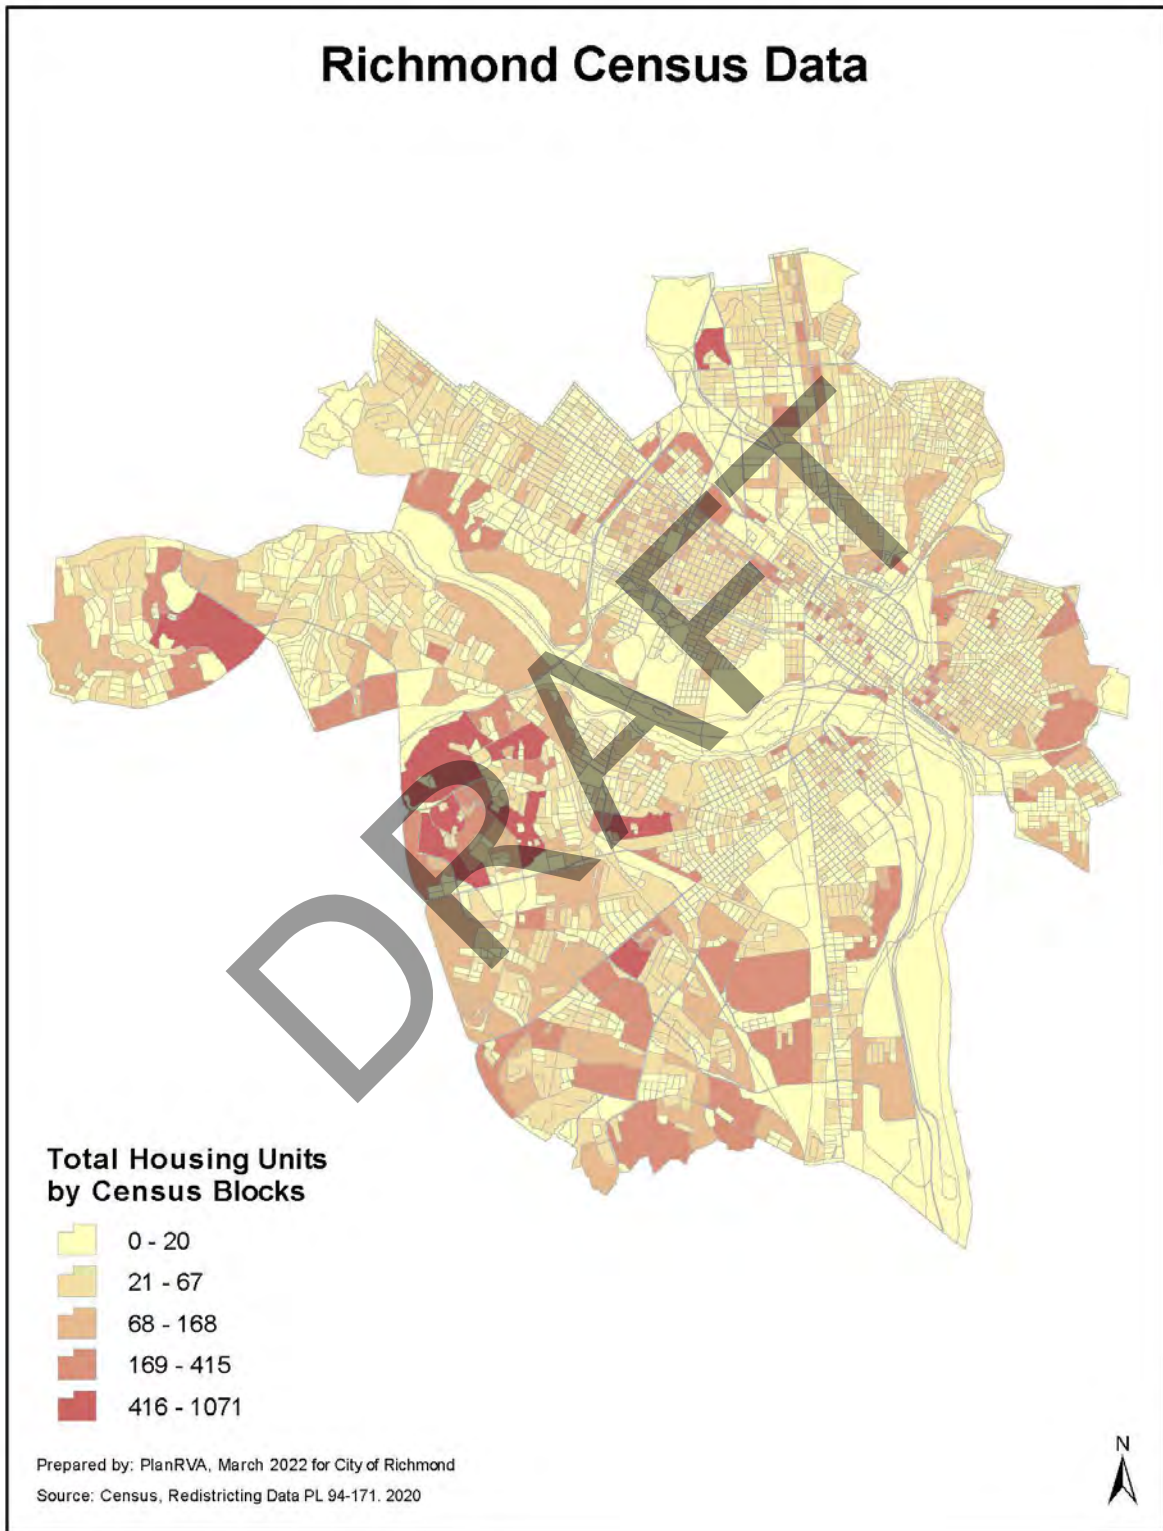 Richmond Census Data
DRAFT
Total Housing Units
by Census Blocks
0 - 20
21 - 67
68 - 168
169 - 415
416 - 1071
Prepared by: PlanRVA, March 2022 for City of Richmond
Source: Census, Redistricting Data PL 94-171. 2020
N